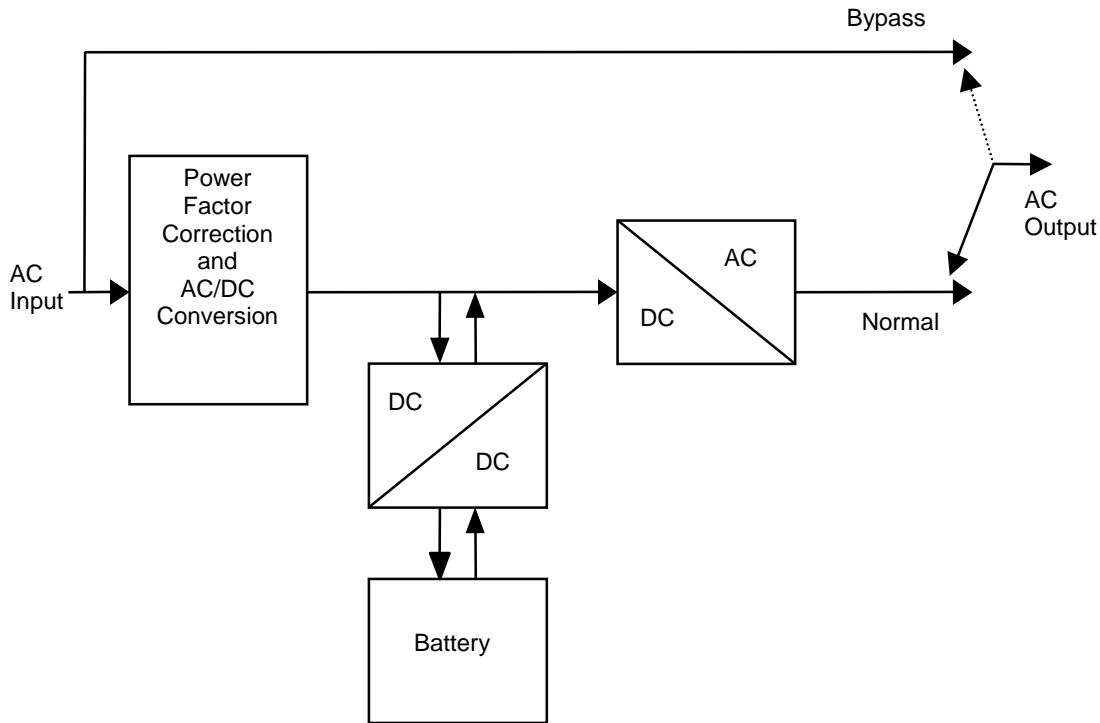 Bypass
Power
Factor
Correction
and
AC/DC
Conversion
AC
Input
AC
DC
AC
Output
Normal
DC
DC
Battery